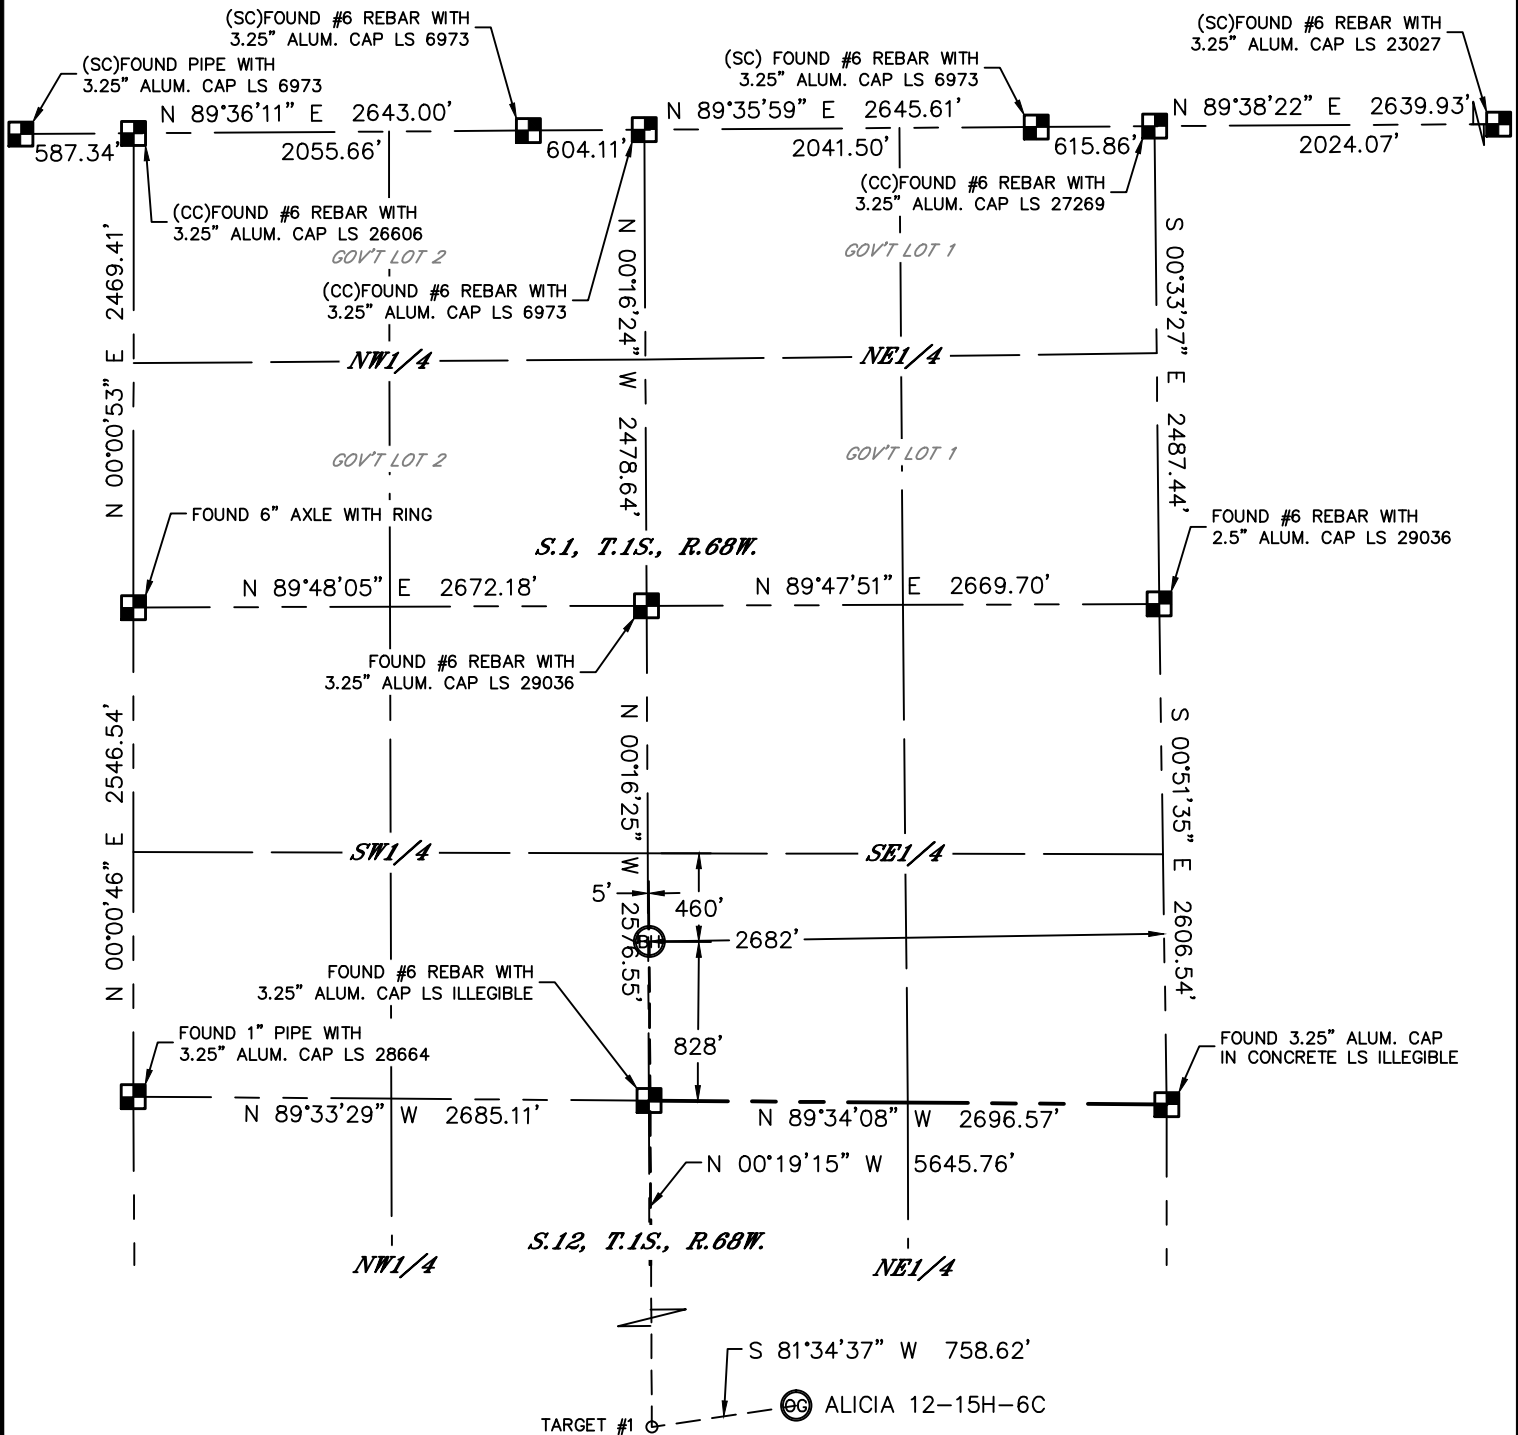 (SC)FOUND #6 REBAR WITH
3.25" ALUM. CAP LS 6973
(SC)FOUND #6 REBAR WITH
3.25" ALUM. CAP LS 23027
(SC)FOUND PIPE WITH
3.25" ALUM. CAP LS 6973
(SC) FOUND #6 REBAR WITH
3.25" ALUM. CAP LS 6973
N 89°36'11" E 2643.00'
N 89°35'59" E 2645.61'
N 89°38'22" E 2639.93'
587.34'
2055.66'
604.11'
2041.50'
615.86'
2024.07'
(CC)FOUND #6 REBAR WITH
3.25" ALUM. CAP LS 26606
(CC)FOUND #6 REBAR WITH
3.25" ALUM. CAP LS 27269
GOV'T LOT 2
GOV'T LOT 1
(CC)FOUND #6 REBAR WITH
3.25" ALUM. CAP LS 6973
N 00°00'53" E 2469.41'
N 00°16'24" W 2478.64'
S 00°33'27" E 2487.44'
NW1/4
NE1/4
GOV'T LOT 2
GOV'T LOT 1
FOUND 6" AXLE WITH RING
FOUND #6 REBAR WITH
2.5" ALUM. CAP LS 29036
S.1, T.1S., R.68W.
N 89°48'05" E 2672.18'
N 89°47'51" E 2669.70'
FOUND #6 REBAR WITH
3.25" ALUM. CAP LS 29036
N 00°00'46" E 2546.54'
N 00°16'25" W 2576.55'
S 00°51'35" E 2606.54'
SW1/4
SE1/4
5'
460'
BH
2682'
FOUND #6 REBAR WITH
3.25" ALUM. CAP LS ILLEGIBLE
828'
FOUND 1" PIPE WITH
3.25" ALUM. CAP LS 28664
FOUND 3.25" ALUM. CAP
IN CONCRETE LS ILLEGIBLE
N 89°33'29" W 2685.11'
N 89°34'08" W 2696.57'
N 00°19'15" W 5645.76'
S.12, T.1S., R.68W.
NW1/4
NE1/4
S 81°34'37" W 758.62'
OG ALICIA 12-15H-6C
TARGET #1